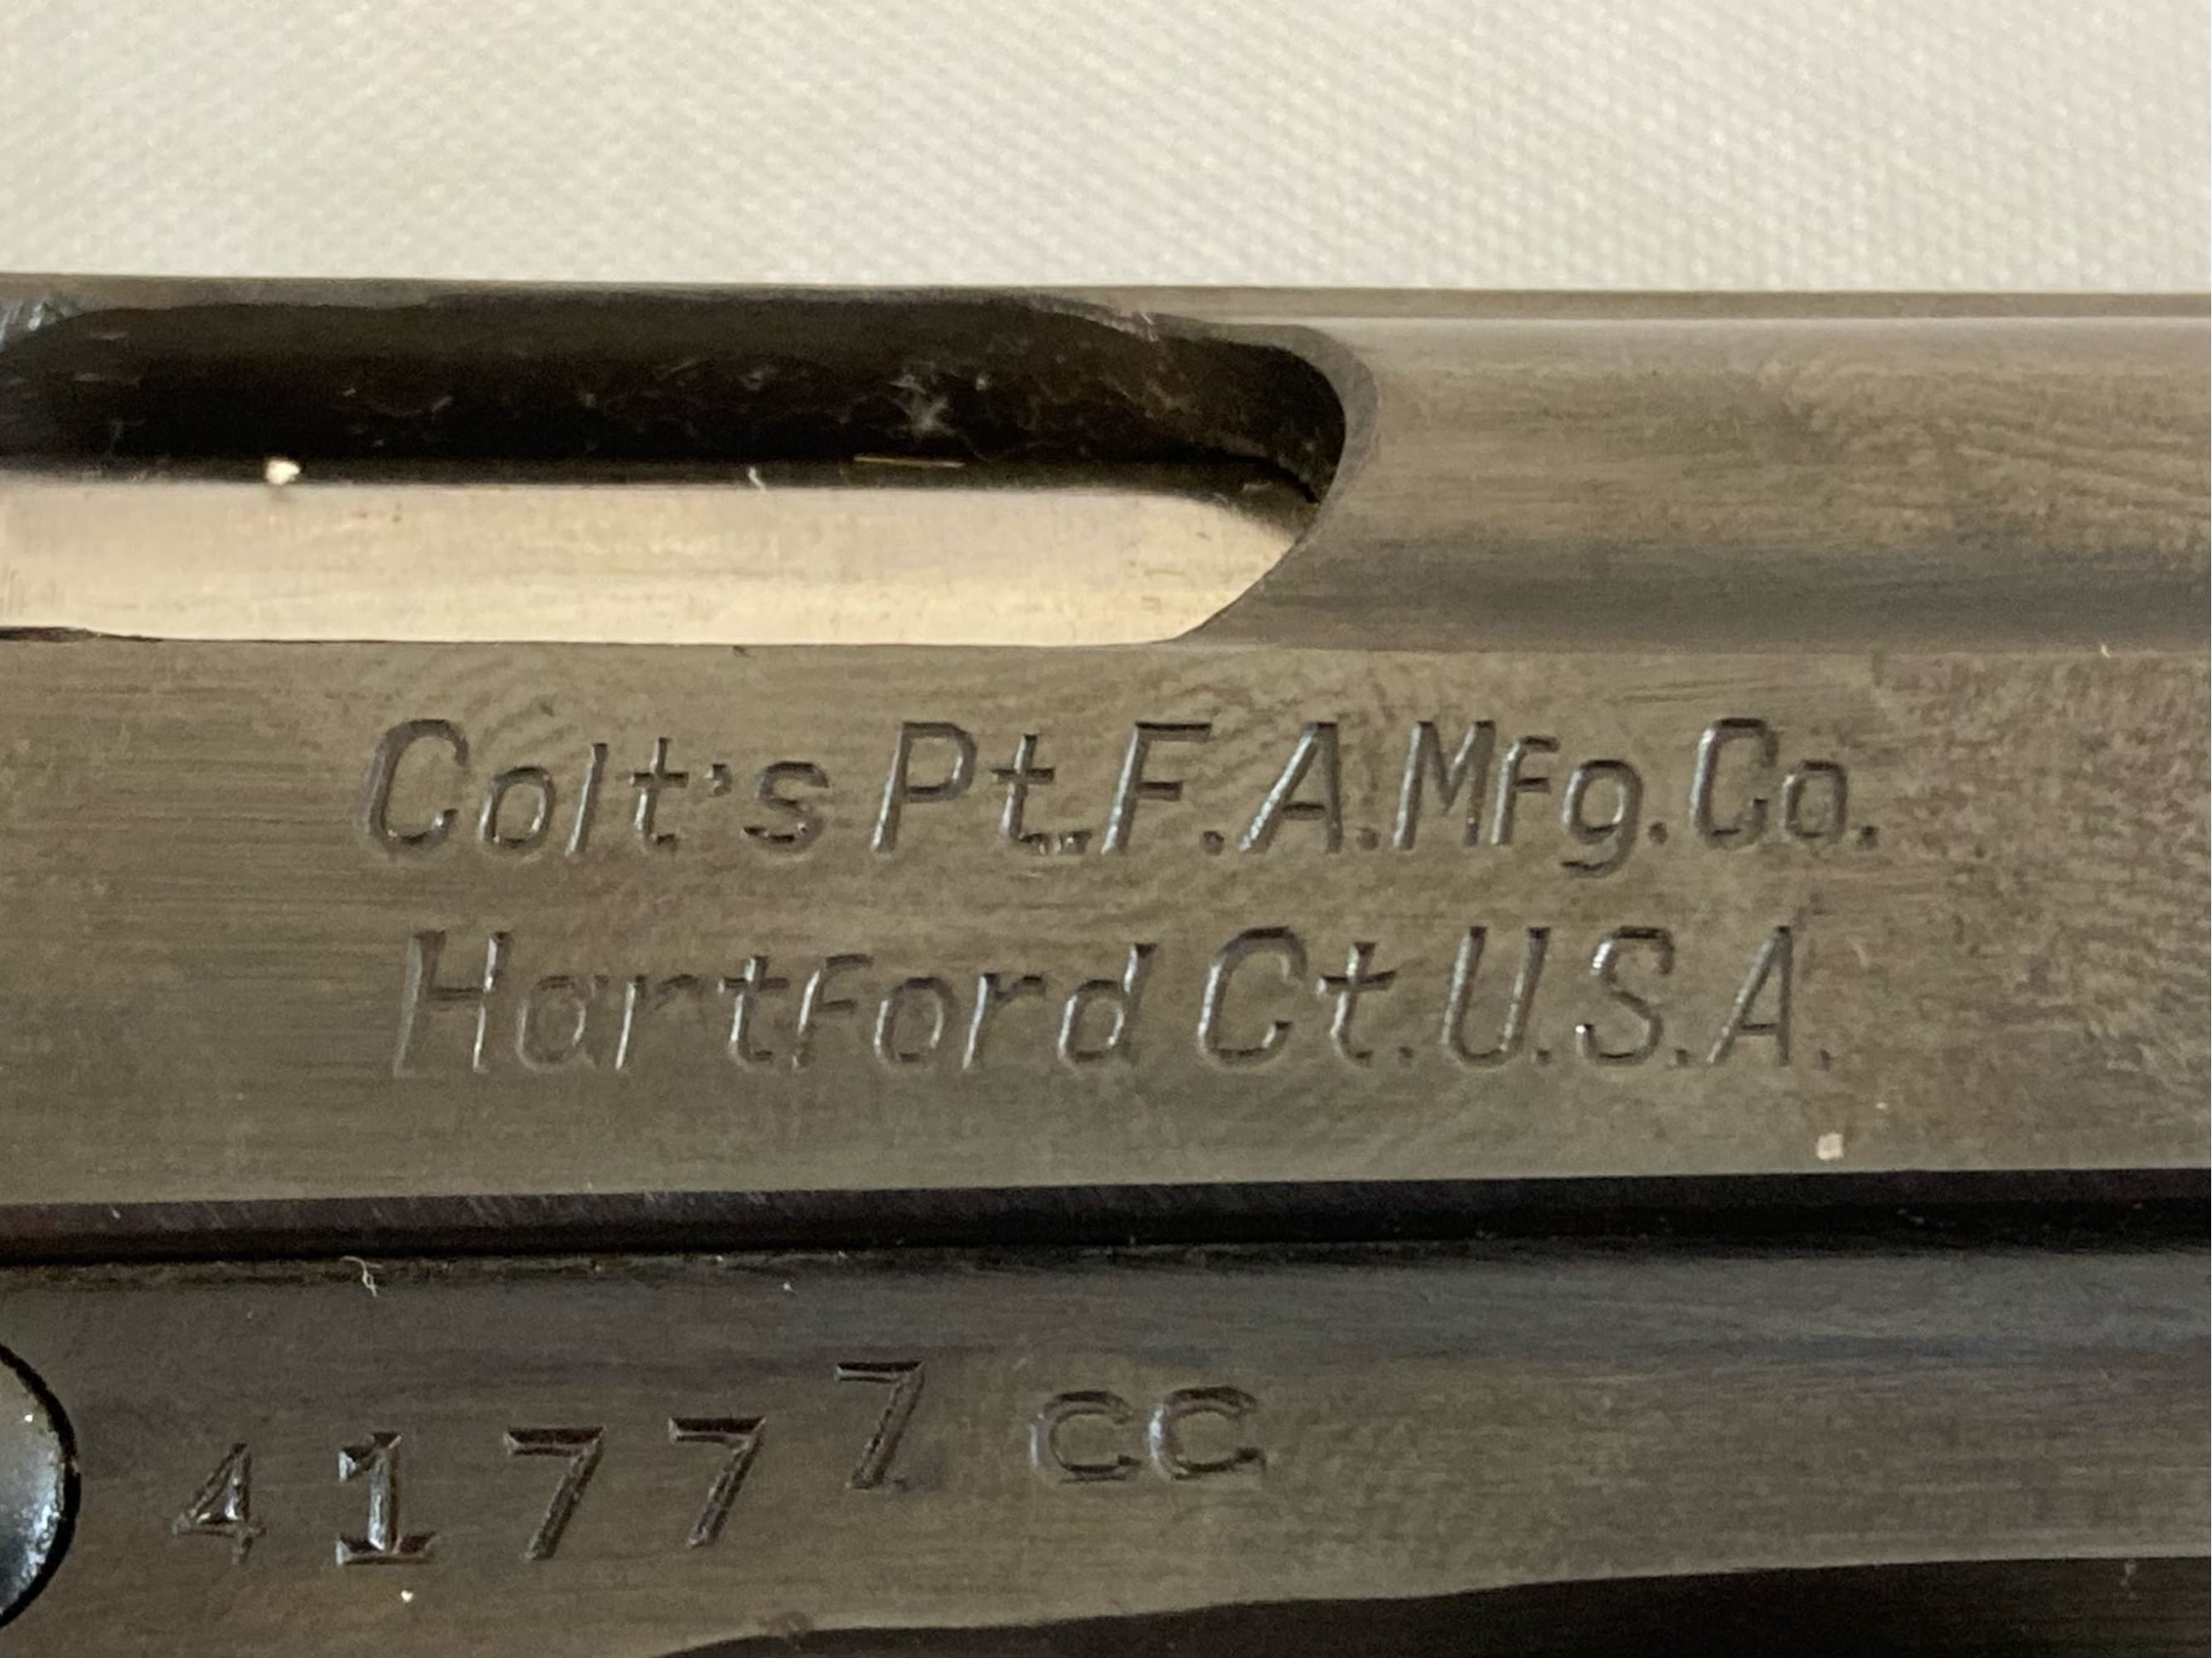 Colt's Pt.F.A.Mfg.Co.
Hartford Ct.U.S.A.
41777 CC